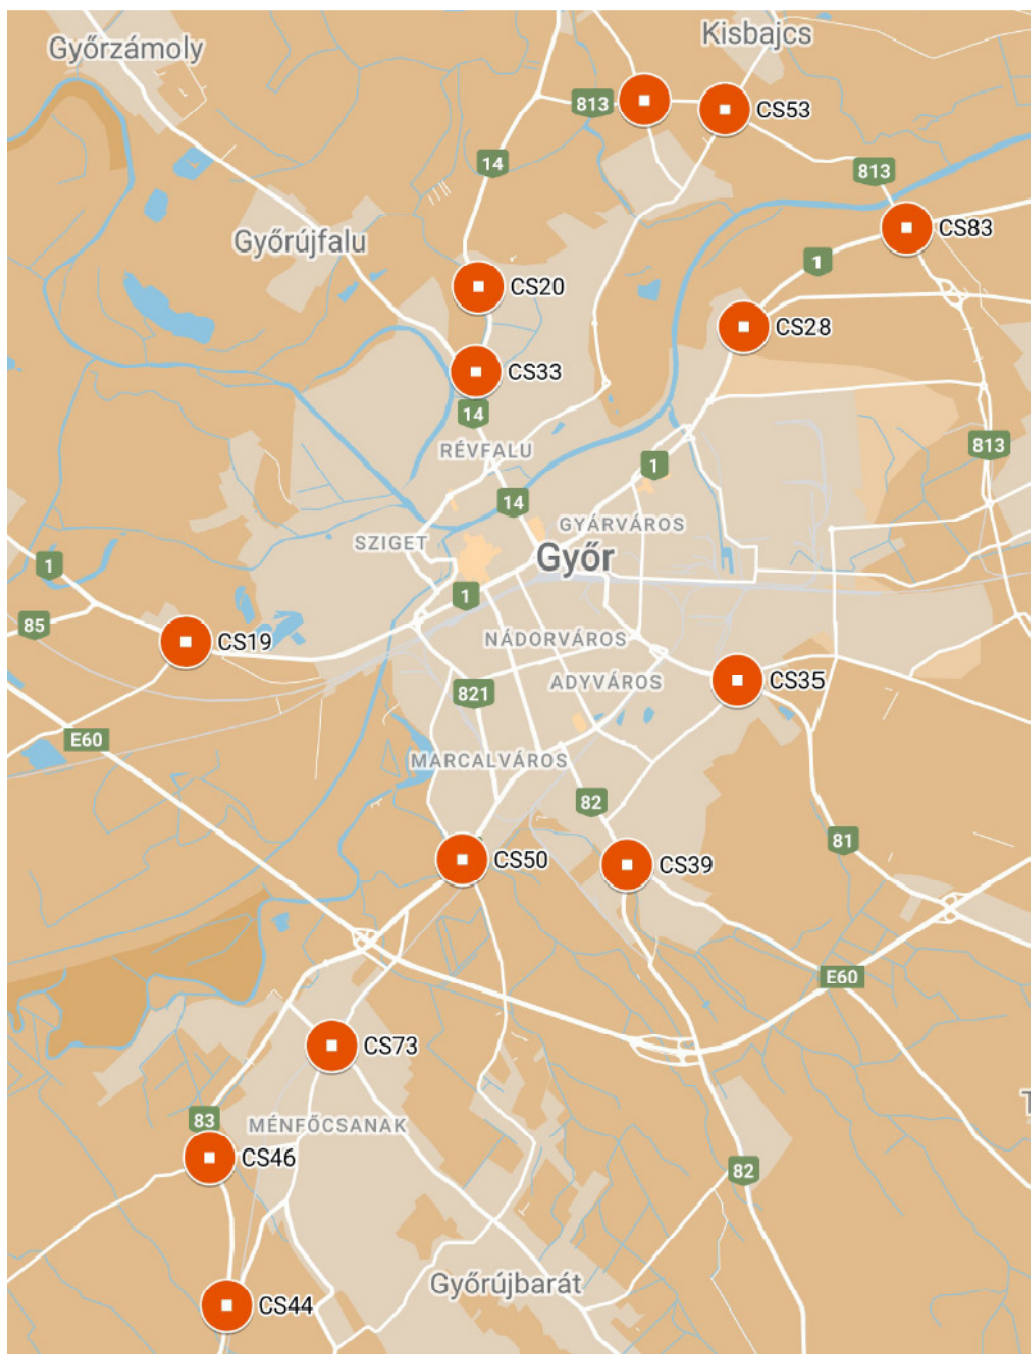 Győrzámoly
Kisbajcs
813
CS53
14
813
CS83
Győrújfalu
1
CS20
CS28
CS33
14
813
RÉVFALU
1
14
GYÁRVÁROS
SZIGET
Győr
1
1
85
CS19
NÁDORVÁROS
ADYVÁROS
CS35
821
E60
MARCALVÁROS
82
81
CS50
CS39
E60
CS73
83
MÉNFŐCSANAK
T
CS46
82
Győrújbarát
CS44